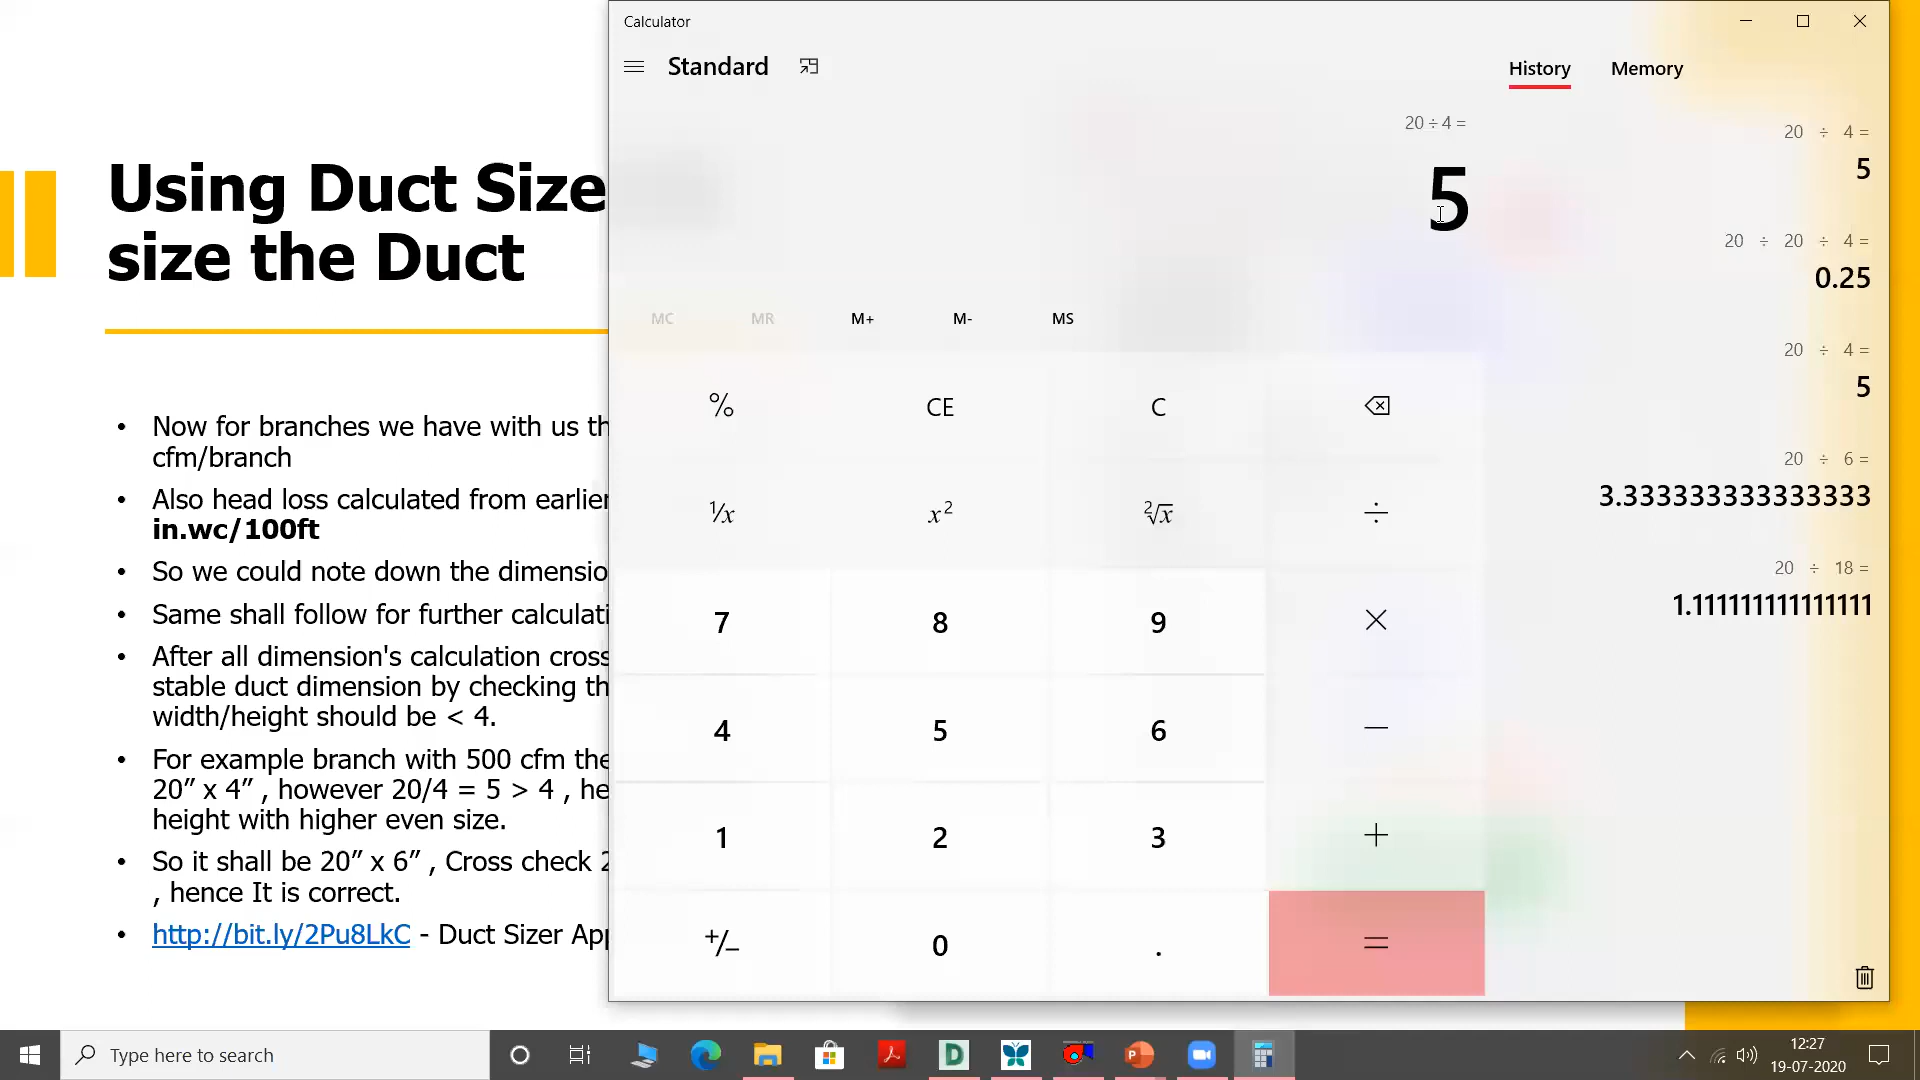 Using Duct Size
size the Duct
• Now for branches we have with us th
cfm/branch
• Also head loss calculated from earlier
in.wc/100ft
• So we could note down the dimensio
• Same shall follow for further calculati
• After all dimension's calculation cross
stable duct dimension by checking th
width/height should be < 4.
• For example branch with 500 cfm the
20” x 4” , however 20/4 = 5 > 4 , he
height with higher even size.
• So it shall be 20” x 6” , Cross check 2
, hence It is correct.
• http://bit.ly/2Pu8LkC - Duct Sizer App
Calculator
Standard
20 ÷ 4 =
5
MC MR M+ M- MS
% CE C
¹/x x² ²√x ÷
7 8 9 ×
4 5 6 −
1 2 3 +
+/− 0 . =
History Memory
20 ÷ 4 =
5
20 ÷ 20 ÷ 4 =
0.25
20 ÷ 4 =
5
20 ÷ 6 =
3.333333333333333
20 ÷ 18 =
1.111111111111111
Type here to search
12:27
19-07-2020